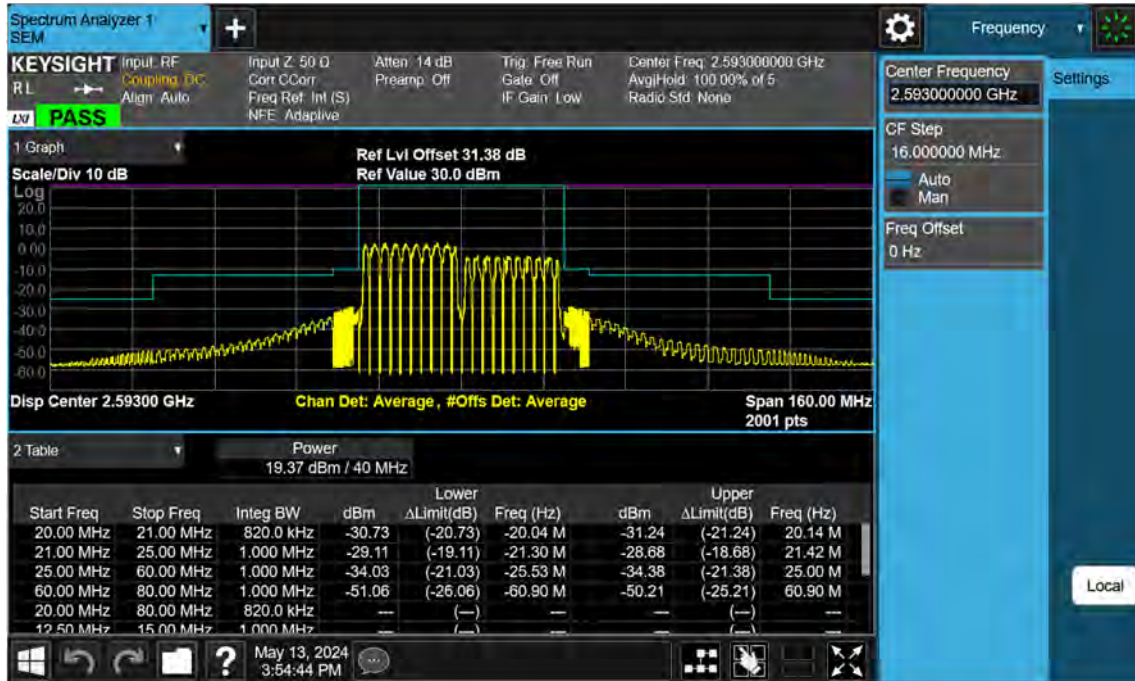 Spectrum Analyzer 1
SEM
+
Frequency
KEYSIGHT
RL
LXI
PASS
Input: RF
Coupling: DC
Align: Auto
Input Z: 50 Ω
Corr CCorr
Freq Ref: Int (S)
NFE: Adaptive
Atten: 14 dB
Preamp: Off
Trig: Free Run
Gate: Off
IF Gain: Low
Center Freq: 2.593000000 GHz
Avg|Hold: 100.00% of 5
Radio Std: None
Center Frequency
2.593000000 GHz
Settings
CF Step
16.000000 MHz
Auto
Man
Freq Offset
0 Hz
Local
1 Graph
Scale/Div 10 dB
Ref Lvl Offset 31.38 dB
Ref Value 30.0 dBm
Log
20.0
10.0
0.00
-10.0
-20.0
-30.0
-40.0
-50.0
-60.0
Disp Center 2.59300 GHz
Chan Det: Average, #Offs Det: Average
Span 160.00 MHz
2001 pts
2 Table
Power
19.37 dBm / 40 MHz
Lower Upper
Start Freq Stop Freq Integ BW dBm ΔLimit(dB) Freq (Hz) dBm ΔLimit(dB) Freq (Hz)
20.00 MHz 21.00 MHz 820.0 kHz -30.73 (-20.73) -20.04 M -31.24 (-21.24) 20.14 M
21.00 MHz 25.00 MHz 1.000 MHz -29.11 (-19.11) -21.30 M -28.68 (-18.68) 21.42 M
25.00 MHz 60.00 MHz 1.000 MHz -34.03 (-21.03) -25.53 M -34.38 (-21.38) 25.00 M
60.00 MHz 80.00 MHz 1.000 MHz -51.06 (-26.06) -60.90 M -50.21 (-25.21) 60.90 M
20.00 MHz 80.00 MHz 820.0 kHz --- (---) --- --- (---) ---
12.50 MHz 15.00 MHz 1.000 MHz --- (---) --- --- (---) ---
?
May 13, 2024
3:54:44 PM